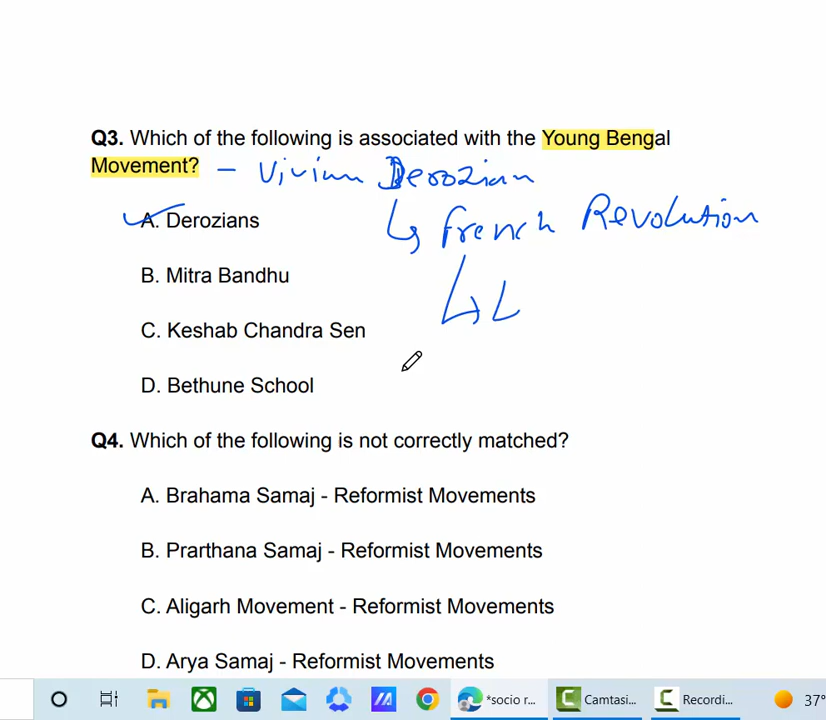 Q3. Which of the following is associated with the Young Bengal
Movement? - Vivian Derozian
A. Derozians
French Revolution
B. Mitra Bandhu
L
C. Keshab Chandra Sen
D. Bethune School
Q4. Which of the following is not correctly matched?
A. Brahama Samaj - Reformist Movements
B. Prarthana Samaj - Reformist Movements
C. Aligarh Movement - Reformist Movements
D. Arya Samaj - Reformist Movements
*socio r... Camtasi... Recordi... 37°